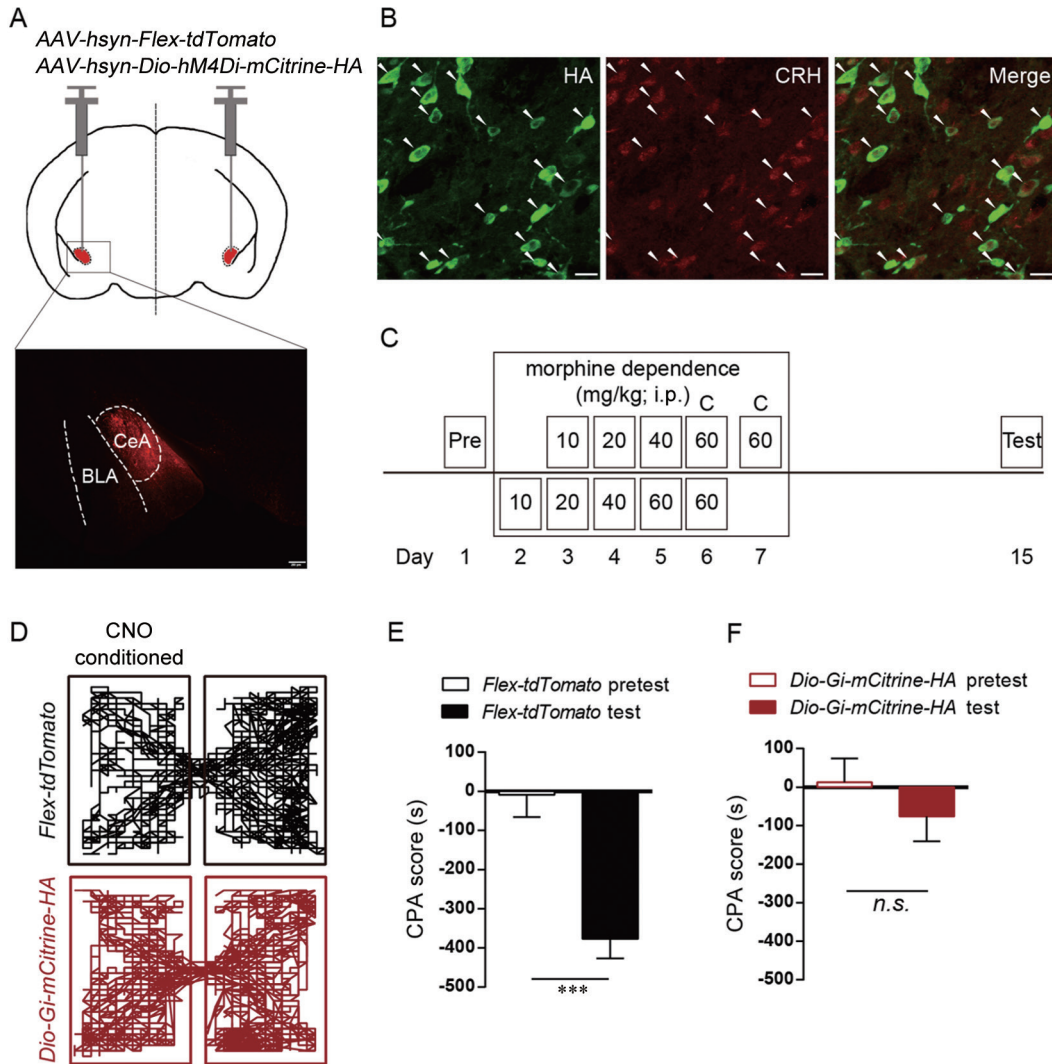 A
AAV-hsyn-Flex-tdTomato
AAV-hsyn-Dio-hM4Di-mCitrine-HA
CeA
BLA
B
HA
CRH
Merge
C
morphine dependence
(mg/kg; i.p.)
C C
Pre 10 20 40 60 60 Test
10 20 40 60 60
Day 1 2 3 4 5 6 7 15
D
CNO
conditioned
Flex-tdTomato
Dio-Gi-mCitrine-HA
E
Flex-tdTomato pretest
Flex-tdTomato test
CPA score (s)
100
0
-100
-200
-300
-400
-500
***
F
Dio-Gi-mCitrine-HA pretest
Dio-Gi-mCitrine-HA test
CPA score (s)
100
0
-100
-200
-300
-400
-500
n.s.